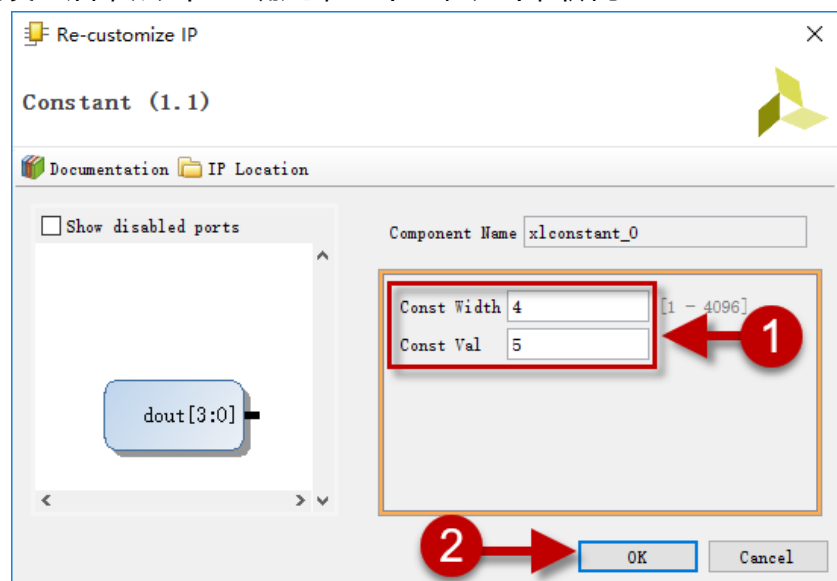 Re-customize IP
Constant (1.1)
Documentation IP Location
Show disabled ports
Component Name xlconstant_0
Const Width 4 [1 - 4096]
Const Val 5
1
dout[3:0]
2
OK Cancel